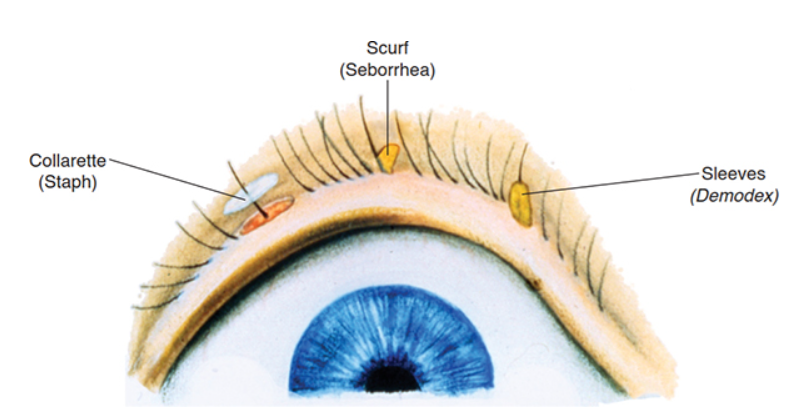 Scurf
(Seborrhea)
Collarette
(Staph)
Sleeves
(Demodex)